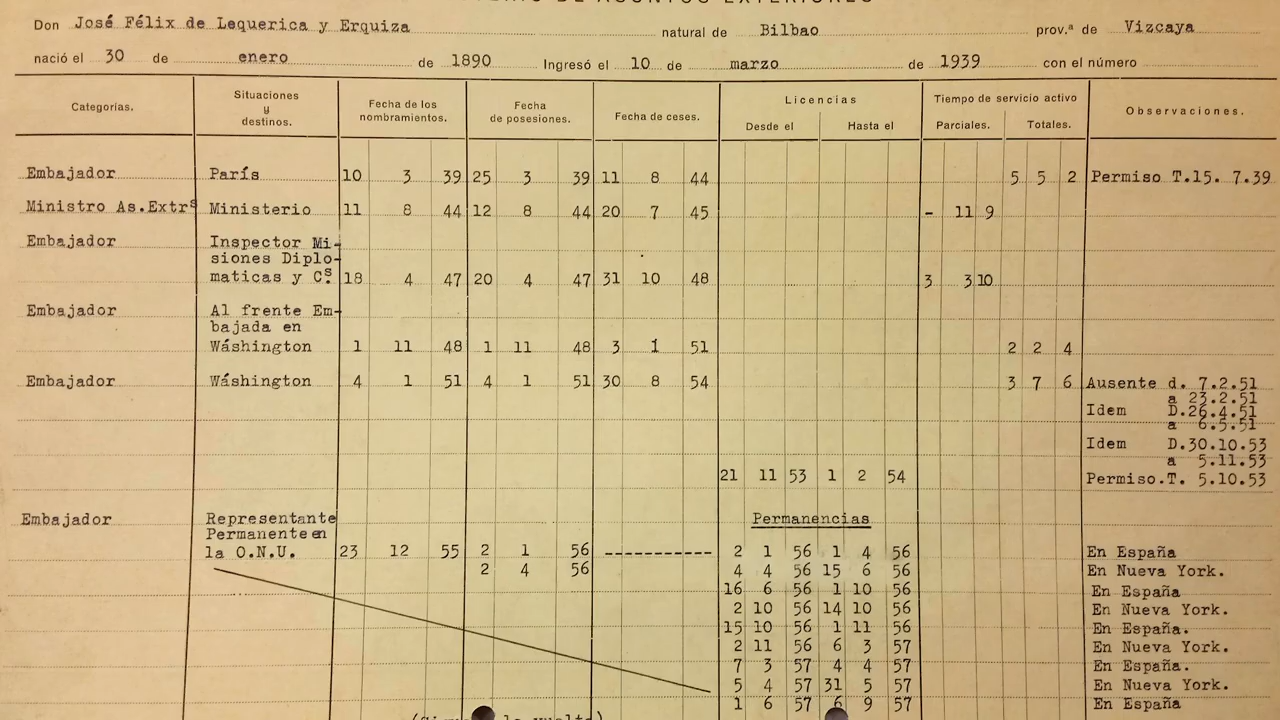 DE ASUNTOS EXTERIORES
Don José Félix de Lequerica y Erquiza natural de Bilbao prov.ª de Vizcaya
nació el 30 de enero de 1890 Ingresó el 10 de marzo de 1939 con el número
Categorías. Situaciones y destinos. Fecha de los nombramientos. Fecha de posesiones. Fecha de ceses. Licencias Tiempo de servicio activo Observaciones.
Desde el Hasta el Parciales. Totales.
Embajador París 10 3 39 25 3 39 11 8 44 5 5 2 Permiso T.15. 7.39
Ministro As.Extrs Ministerio 11 8 44 12 8 44 20 7 45 - 11 9
Embajador Inspector Mi-
siones Diplo-
maticas y Cs. 18 4 47 20 4 47 31 10 48 3 3 10
Embajador Al frente Em-
bajada en
Wáshington 1 11 48 1 11 48 3 1 51 2 2 4
Embajador Wáshington 4 1 51 4 1 51 30 8 54 3 7 6 Ausente d. 7.2.51
a 23.2.51
Idem D.26.4.51
a 6.5.51
Idem D.30.10.53
a 5.11.53
21 11 53 1 2 54 Permiso.T. 5.10.53
Embajador Representante Permanencias
Permanente en
la O.N.U. 23 12 55 2 1 56 ----------- 2 1 56 1 4 56 En España
2 4 56 4 4 56 15 6 56 En Nueva York.
16 6 56 1 10 56 En España
2 10 56 14 10 56 En Nueva York.
15 10 56 1 11 56 En España.
2 11 56 6 3 57 En Nueva York.
7 3 57 4 4 57 En España.
5 4 57 31 5 57 En Nueva York.
1 6 57 6 9 57 En España